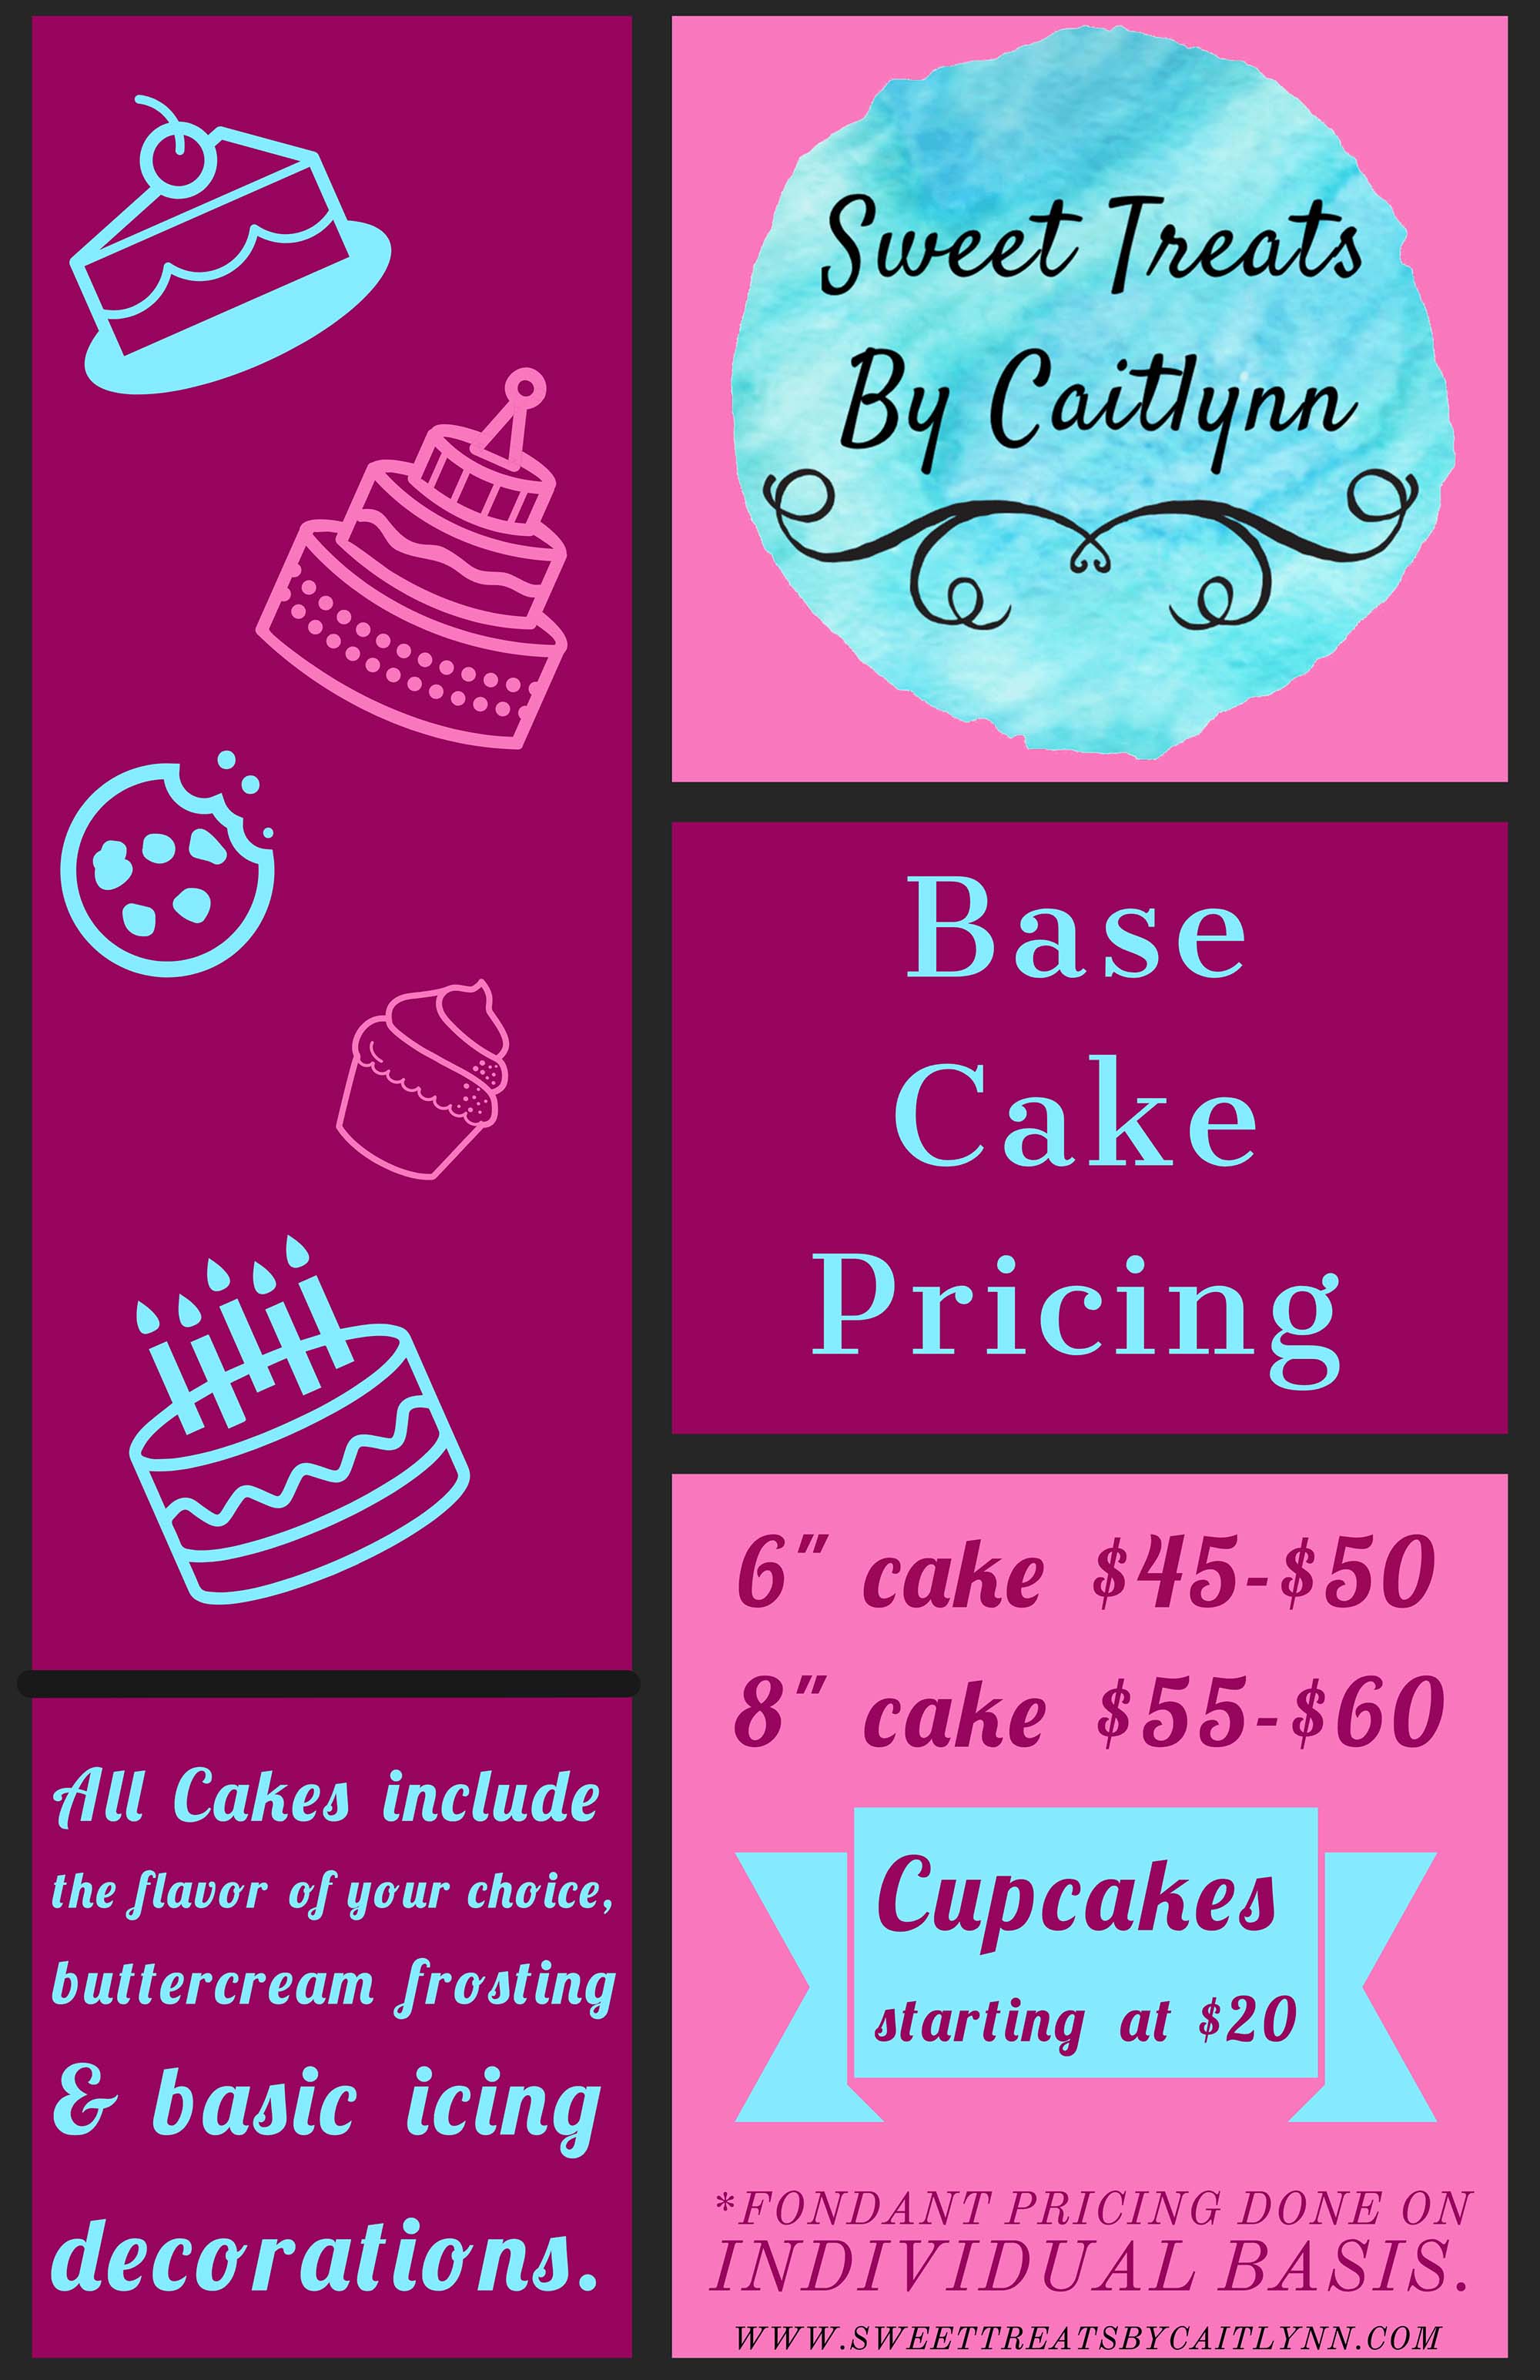 Sweet Treats
By Caitlynn
Base
Cake
Pricing
6" cake $45-$50
8" cake $55-$60
Cupcakes
starting at $20
*FONDANT PRICING DONE ON
INDIVIDUAL BASIS.
WWW.SWEETTREATSBYCAITLYNN.COM
All Cakes include
the flavor of your choice,
buttercream frosting
& basic icing
decorations.